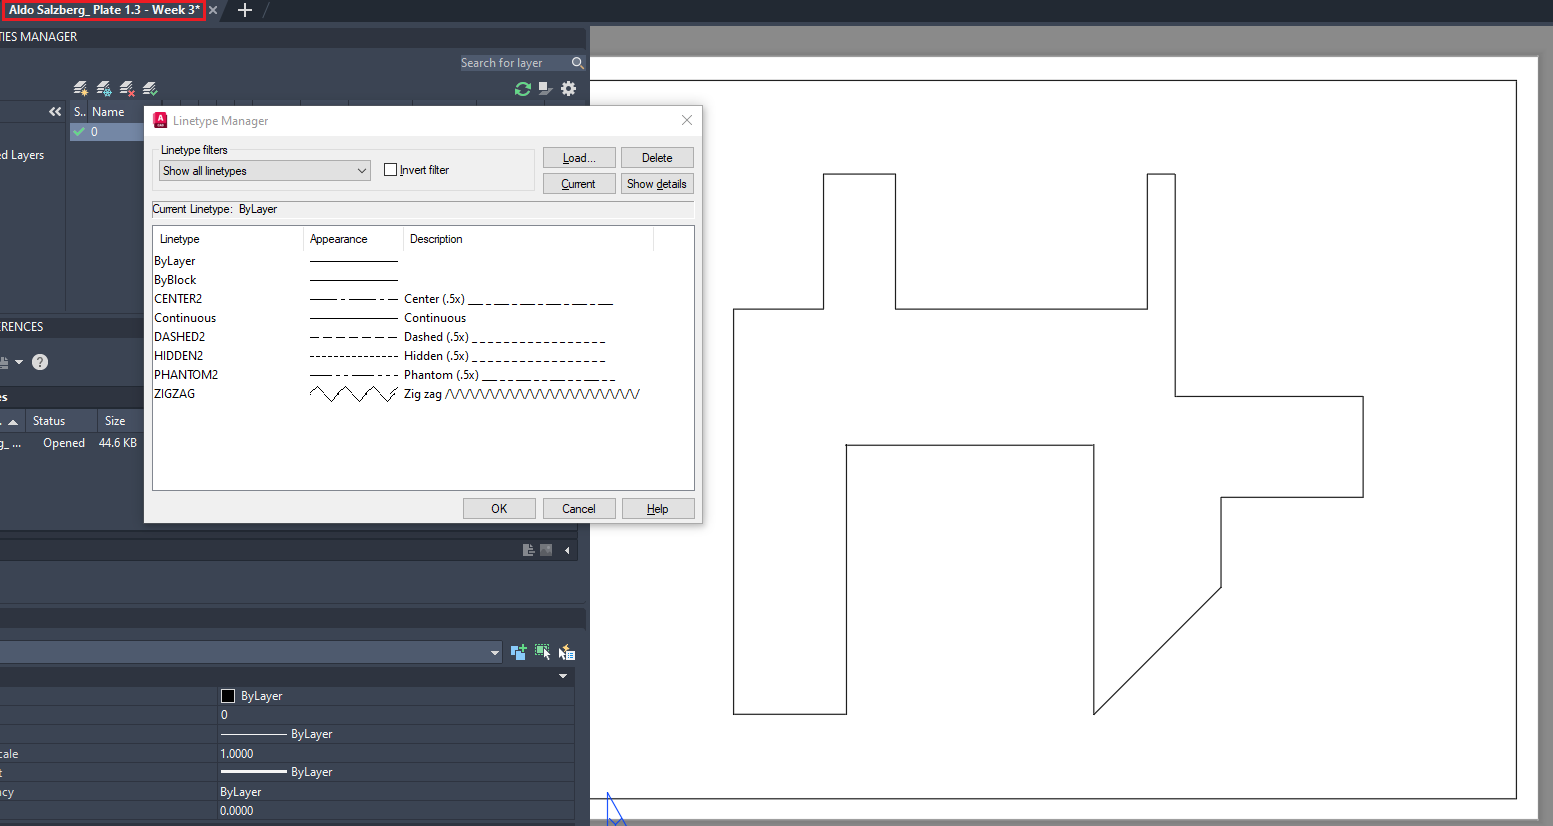 Aldo Salzberg_ Plate 1.3 - Week 3*
TIES MANAGER
Search for layer
S.. Name
0
ed Layers
Linetype Manager
Linetype filters
Show all linetypes
Invert filter
Load...
Delete
Current
Show details
Current Linetype: ByLayer
Linetype Appearance Description
ByLayer
ByBlock
CENTER2 Center (.5x)
Continuous Continuous
DASHED2 Dashed (.5x)
HIDDEN2 Hidden (.5x)
PHANTOM2 Phantom (.5x)
ZIGZAG Zig zag
OK Cancel Help
ERENCES
?
es
Status Size
g_ ... Opened 44.6 KB
ByLayer
0
ByLayer
cale 1.0000
t ByLayer
ncy ByLayer
0.0000